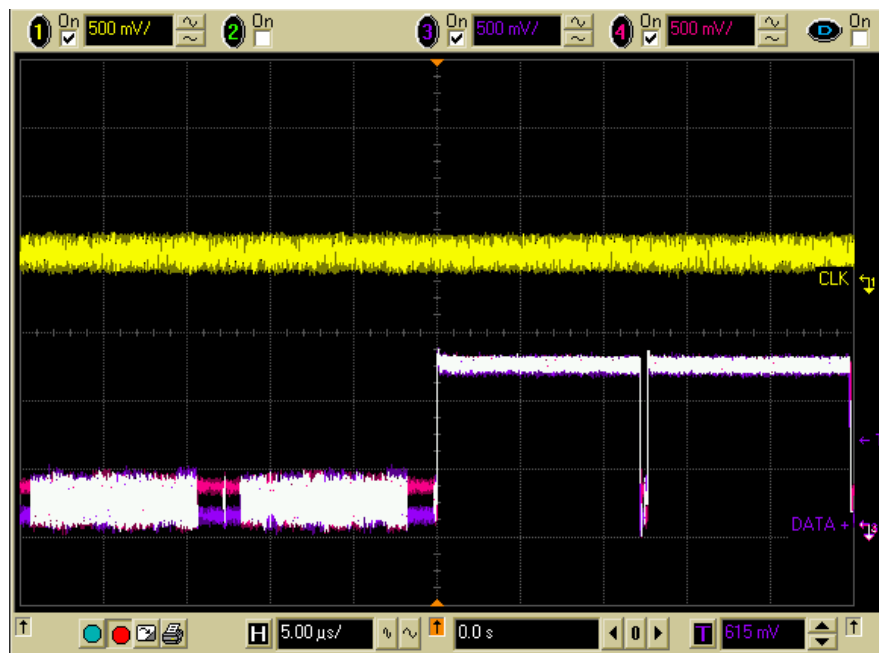 1 On 500 mV/ 2 On 3 On 500 mV/ 4 On 500 mV/ D On
CLK 1
T
DATA +
H 5.00 µs/ 0.0 s 0 T 615 mV